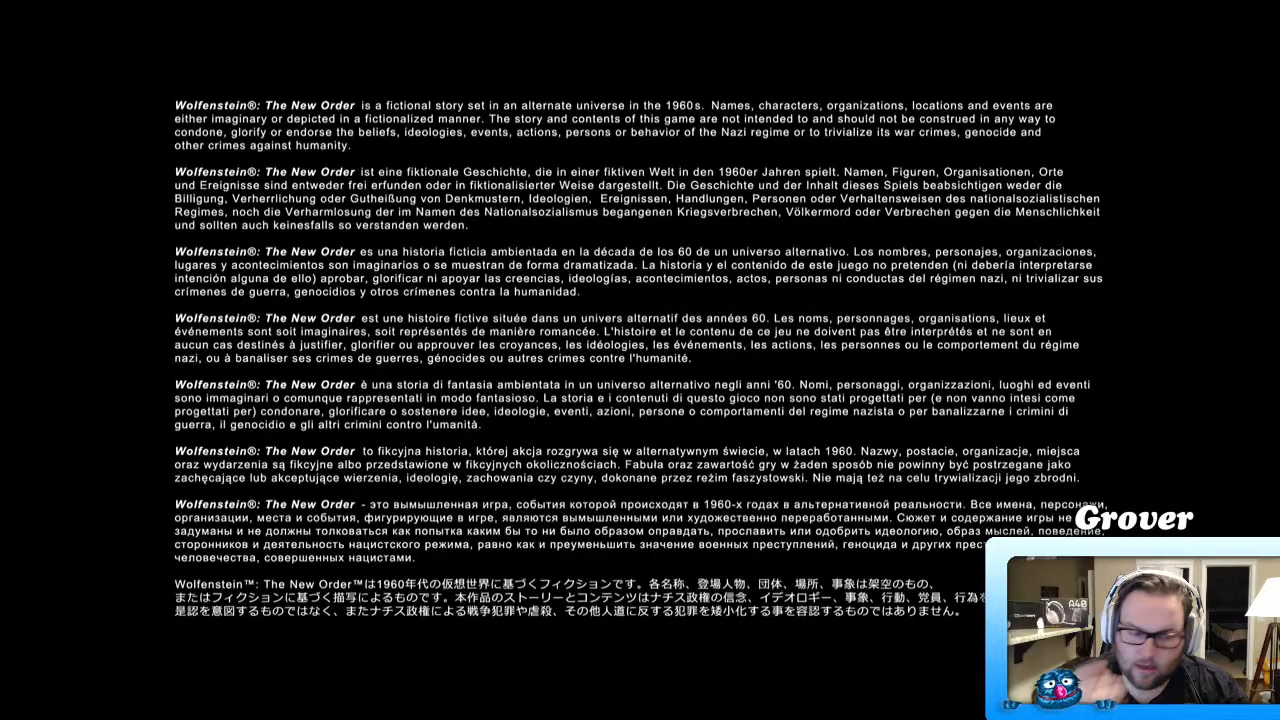 Wolfenstein®: The New Order is a fictional story set in an alternate universe in the 1960s. Names, characters, organizations, locations and events are
either imaginary or depicted in a fictionalized manner. The story and contents of this game are not intended to and should not be construed in any way to
condone, glorify or endorse the beliefs, ideologies, events, actions, persons or behavior of the Nazi regime or to trivialize its war crimes, genocide and
other crimes against humanity.
Wolfenstein®: The New Order ist eine fiktionale Geschichte, die in einer fiktiven Welt in den 1960er Jahren spielt. Namen, Figuren, Organisationen, Orte
und Ereignisse sind entweder frei erfunden oder in fiktionalisierter Weise dargestellt. Die Geschichte und der Inhalt dieses Spiels beabsichtigen weder die
Billigung, Verherrlichung oder Gutheißung von Denkmustern, Ideologien, Ereignissen, Handlungen, Personen oder Verhaltensweisen des nationalsozialistischen
Regimes, noch die Verharmlosung der im Namen des Nationalsozialismus begangenen Kriegsverbrechen, Völkermord oder Verbrechen gegen die Menschlichkeit
und sollten auch keinesfalls so verstanden werden.
Wolfenstein®: The New Order es una historia ficticia ambientada en la década de los 60 de un universo alternativo. Los nombres, personajes, organizaciones,
lugares y acontecimientos son imaginarios o se muestran de forma dramatizada. La historia y el contenido de este juego no pretenden (ni debería interpretarse
intención alguna de ello) aprobar, glorificar ni apoyar las creencias, ideologías, acontecimientos, actos, personas ni conductas del régimen nazi, ni trivializar sus
crímenes de guerra, genocidios y otros crímenes contra la humanidad.
Wolfenstein®: The New Order est une histoire fictive située dans un univers alternatif des années 60. Les noms, personnages, organisations, lieux et
événements sont soit imaginaires, soit représentés de manière romancée. L'histoire et le contenu de ce jeu ne doivent pas être interprétés et ne sont en
aucun cas destinés à justifier, glorifier ou approuver les croyances, les idéologies, les événements, les actions, les personnes ou le comportement du régime
nazi, ou à banaliser ses crimes de guerres, génocides ou autres crimes contre l'humanité.
Wolfenstein®: The New Order è una storia di fantasia ambientata in un universo alternativo negli anni '60. Nomi, personaggi, organizzazioni, luoghi ed eventi
sono immaginari o comunque rappresentati in modo fantasioso. La storia e i contenuti di questo gioco non sono stati progettati per (e non vanno intesi come
progettati per) condonare, glorificare o sostenere idee, ideologie, eventi, azioni, persone o comportamenti del regime nazista o per banalizzarne i crimini di
guerra, il genocidio e gli altri crimini contro l'umanità.
Wolfenstein®: The New Order to fikcyjna historia, której akcja rozgrywa się w alternatywnym świecie, w latach 1960. Nazwy, postacie, organizacje, miejsca
oraz wydarzenia są fikcyjne albo przedstawione w fikcyjnych okolicznościach. Fabuła oraz zawartość gry w żaden sposób nie powinny być postrzegane jako
zachęcające lub akceptujące wierzenia, ideologię, zachowania czy czyny, dokonane przez reżim faszystowski. Nie mają też na celu trywializacji jego zbrodni.
Wolfenstein®: The New Order - это вымышленная игра, события которой происходят в 1960-х годах в альтернативной реальности. Все имена, персонажи,
организации, места и события, фигурирующие в игре, являются вымышленными или художественно переработанными. Сюжет и содержание игры не
задуманы и не должны толковаться как попытка каким бы то ни было образом оправдать, прославить или одобрить идеологию, образ мыслей, поведение,
сторонников и деятельность нацистского режима, равно как и преуменьшить значение военных преступлений, геноцида и других
человечества, совершенных нацистами.
Wolfenstein™: The New Order™は1960年代の仮想世界に基づくフィクションです。各名称、登場人物、団体、場所、事象は架空のもの、
またはフィクションに基づく描写によるものです。本作品のストーリーとコンテンツはナチス政権の信念、イデオロギー、事象、行動、党員、行為を
是認を意図するものではなく、またナチス政権による戦争犯罪や虐殺、その他人道に反する犯罪を矮小化する事を容認するものではありません。
Grover
A40